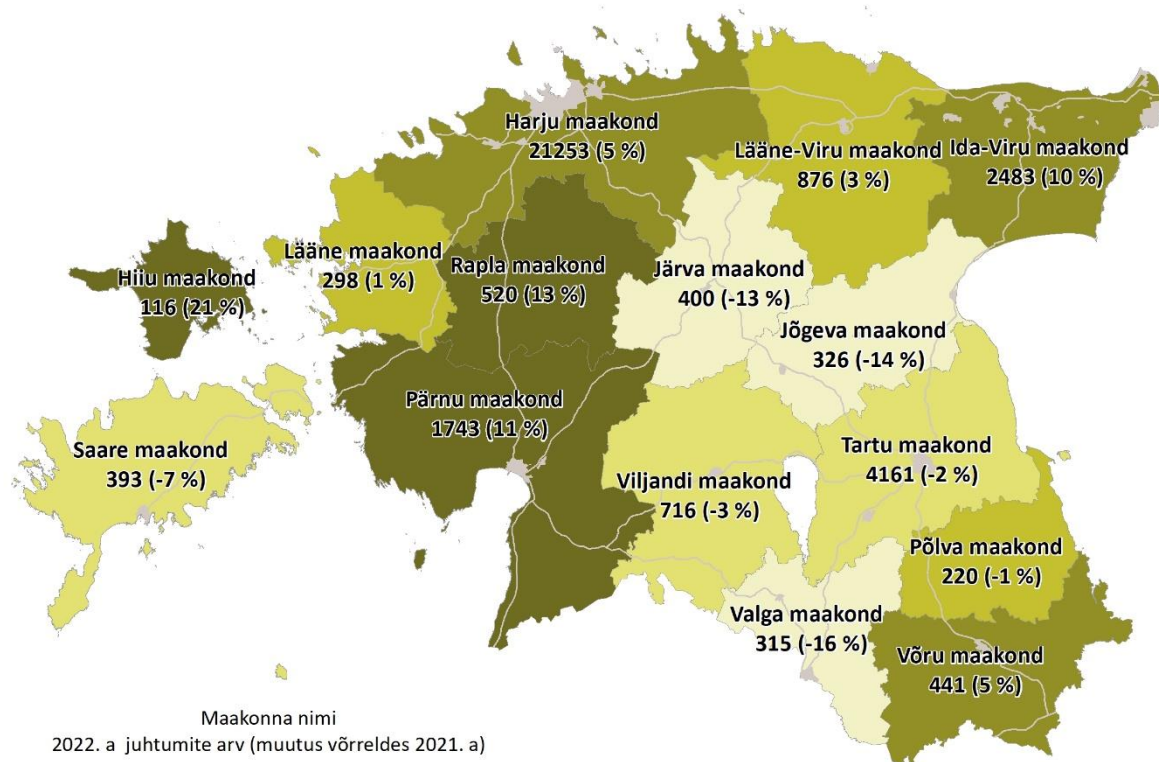 Harju maakond
21253 (5 %)
Lääne-Viru maakond
876 (3 %)
Ida-Viru maakond
2483 (10 %)
Hiiu maakond
116 (21 %)
Lääne maakond
298 (1 %)
Rapla maakond
520 (13 %)
Järva maakond
400 (-13 %)
Jõgeva maakond
326 (-14 %)
Saare maakond
393 (-7 %)
Pärnu maakond
1743 (11 %)
Viljandi maakond
716 (-3 %)
Tartu maakond
4161 (-2 %)
Põlva maakond
220 (-1 %)
Valga maakond
315 (-16 %)
Võru maakond
441 (5 %)
Maakonna nimi
2022. a juhtumite arv (muutus võrreldes 2021. a)